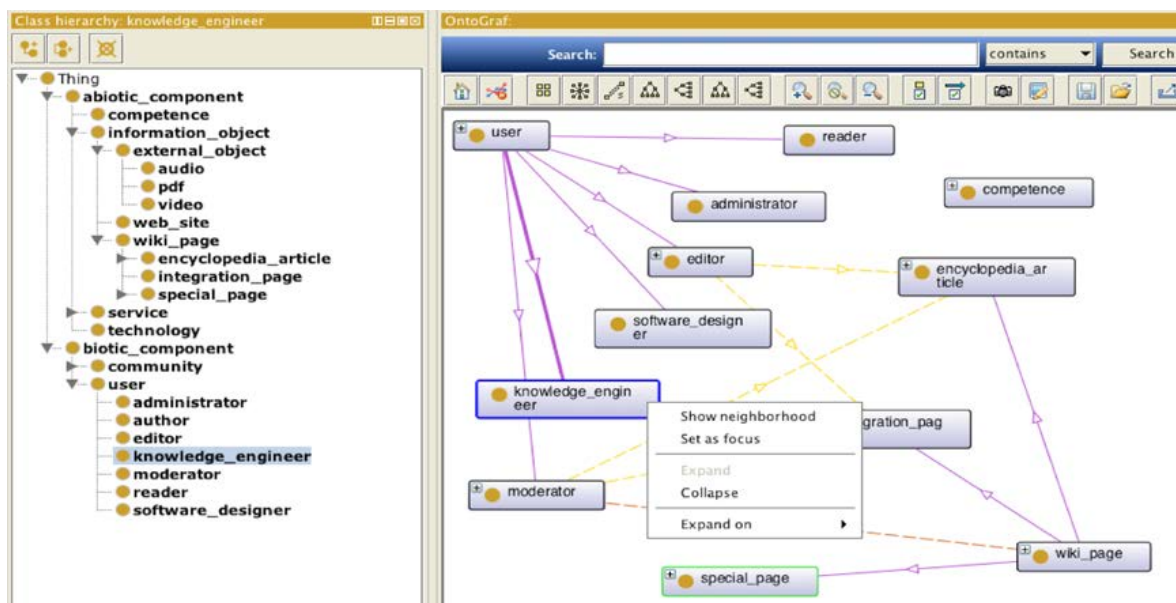 Class hierarchy: knowledge_engineer
Thing
abiotic_component
competence
information_object
external_object
audio
pdf
video
web_site
wiki_page
encyclopedia_article
integration_page
special_page
service
technology
biotic_component
community
user
administrator
author
editor
knowledge_engineer
moderator
reader
software_designer
OntoGraf:
Search:
contains
Search
user
reader
competence
administrator
editor
encyclopedia_ar
ticle
software_design
er
knowledge_engin
eer
Show neighborhood
Set as focus
Expand
Collapse
Expand on
gration_pag
moderator
wiki_page
special_page